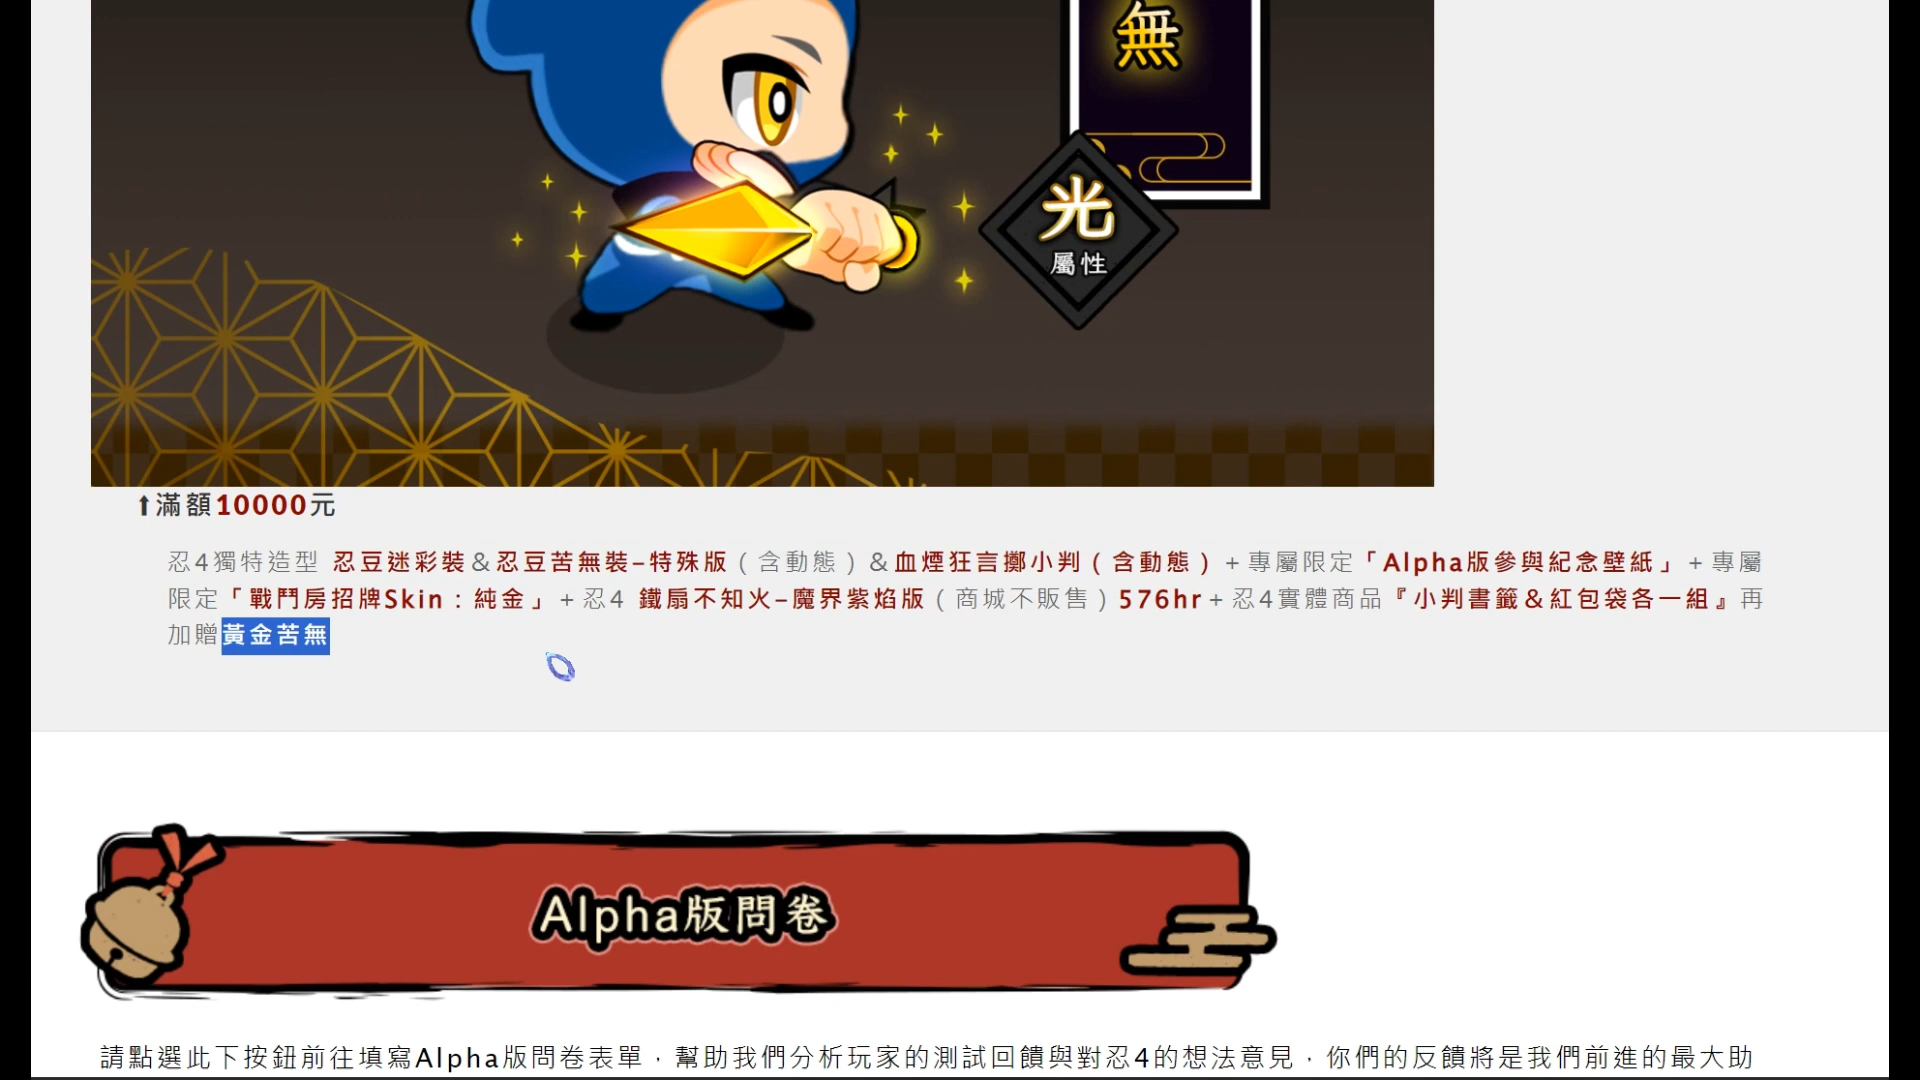 無
光
屬性
⬆滿額10000元
忍4獨特造型 忍豆迷彩裝&忍豆苦無裝–特殊版(含動態)&血煙狂言擲小判(含動態)+專屬限定「Alpha版參與紀念壁紙」+專屬
限定「戰鬥房招牌Skin:純金」+忍4 鐵扇不知火–魔界紫焰版(商城不販售)576hr+忍4實體商品『小判書籤&紅包袋各一組』再
加贈黃金苦無
Alpha版問卷
請點選此下按鈕前往填寫Alpha版問卷表單,幫助我們分析玩家的測試回饋與對忍4的想法意見,你們的反饋將是我們前進的最大助